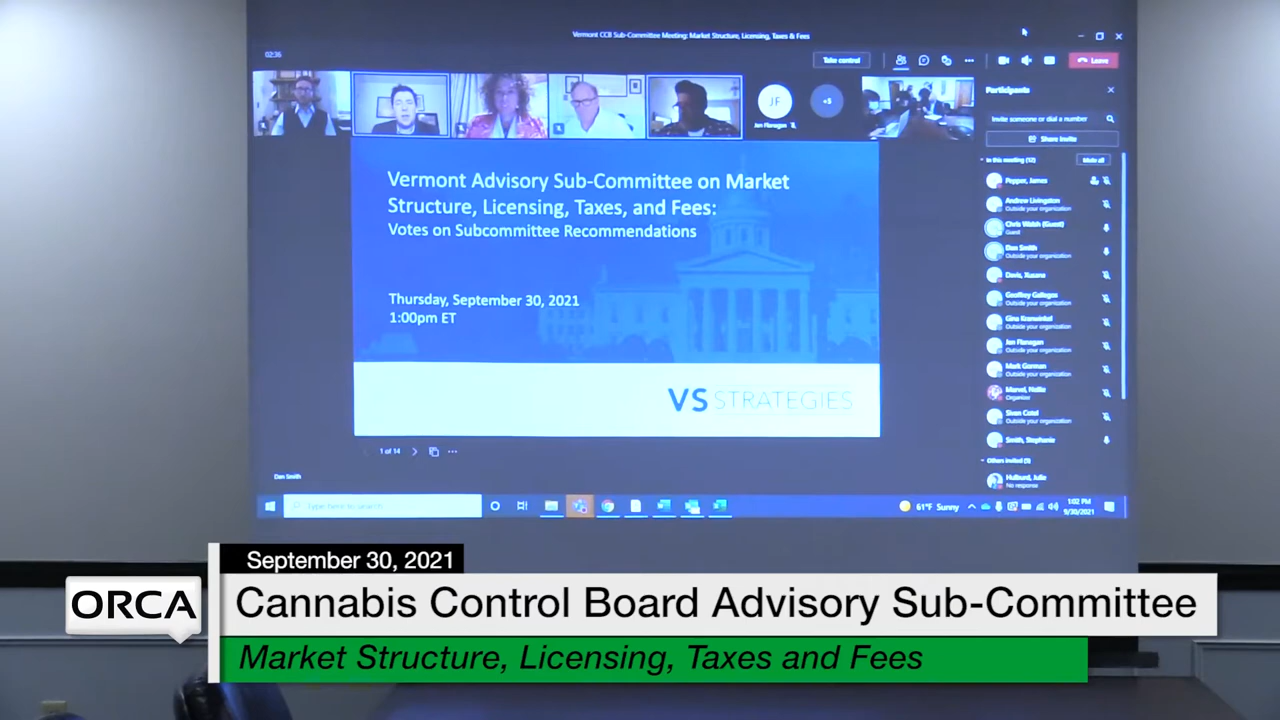 Vermont CCB Sub-Committee Meeting: Market Structure, Licensing, Taxes & Fees
02:36
Take control
Leave
JF
+5
Jen Flanagan
Participants
Invite someone or dial a number
Share Invite
In this meeting (12)
Mute all
Pepper, James
Andrew Livingston
Outside your organization
Chris Walsh (Guest)
Guest
Dan Smith
Outside your organization
Davis, Xusana
Geoffrey Gallegos
Outside your organization
Gina Kranwinkel
Outside your organization
Jen Flanagan
Outside your organization
Mark Gorman
Outside your organization
Marvel, Nellie
Organizer
Sivan Cotel
Outside your organization
Smith, Stephanie
Others invited (5)
Hulburd, Julie
No response
Vermont Advisory Sub-Committee on Market
Structure, Licensing, Taxes, and Fees:
Votes on Subcommittee Recommendations
Thursday, September 30, 2021
1:00pm ET
VS STRATEGIES
1 of 14
Dan Smith
Type here to search
61°F Sunny
1:02 PM
9/30/2021
September 30, 2021
ORCA
Cannabis Control Board Advisory Sub-Committee
Market Structure, Licensing, Taxes and Fees